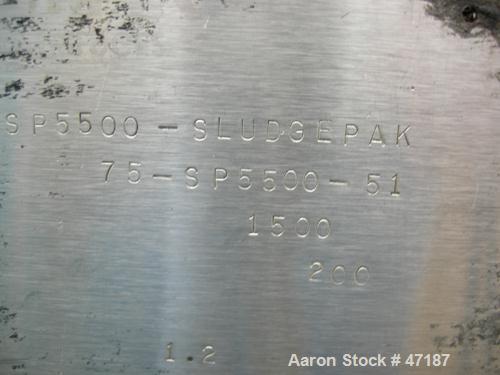 SP5500-SLUDGEPAK
75-SP5500-51
1500
200
1.2
Aaron Stock # 47187